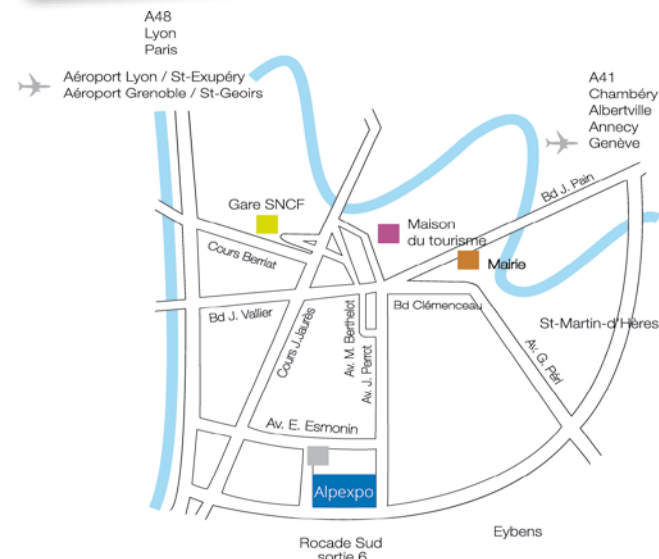 A48
Lyon
Paris
Aéroport Lyon / St-Exupéry
Aéroport Grenoble / St-Geoirs
A41
Chambéry
Albertville
Annecy
Genève
Bd J. Pain
Gare SNCF
Maison
du tourisme
Mairie
Cours Berriat
Bd J. Vallier
Cours J.Jaurès
Av. M. Berthelot
Av. J. Perrot
Bd Clémenceau
St-Martin-d'Hères
Av. G. Péri
Av. E. Esmonin
Alpexpo
Eybens
Rocade Sud
sortie 6